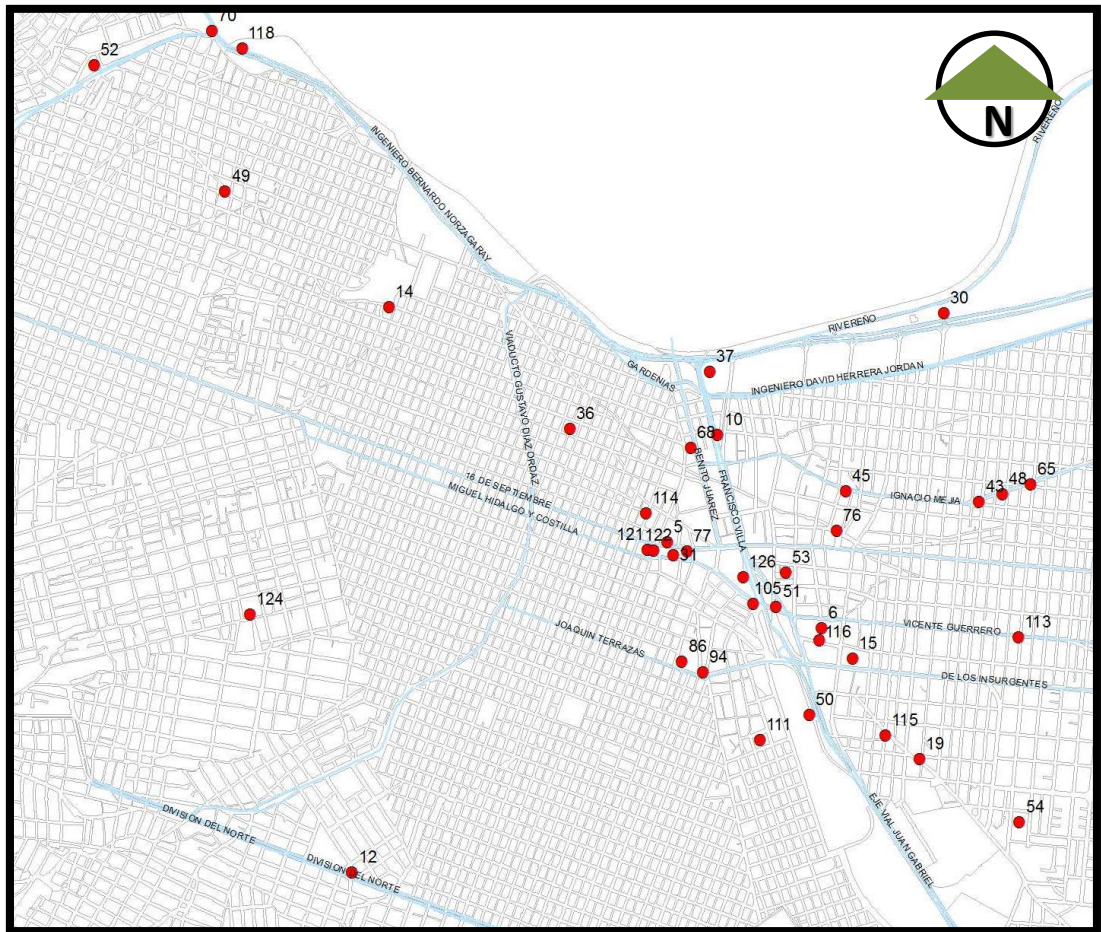 70
118
52
N
RIVEREÑO
INGENIERO BERNARDO NORZAGARAY
49
14
30
RIVEREÑO
VIADUCTO GUSTAVO DIAZ ORDAZ
GARDENIAS
37
INGENIERO DAVID HERRERA JORDAN
36
10
68
BENITO JUAREZ
FRANCISCO VILLA
16 DE SEPTIEMBRE
MIGUEL HIDALGO Y COSTILLA
45
IGNACIO MEJIA
43
48
65
114
76
121
122
5
77
31
126
53
105
51
124
6
116
VICENTE GUERRERO
113
JOAQUIN TERRAZAS
86
94
15
DE LOS INSURGENTES
50
111
115
19
EJE VIAL JUAN GABRIEL
54
DIVISION DEL NORTE
12
DIVISION DEL NORTE